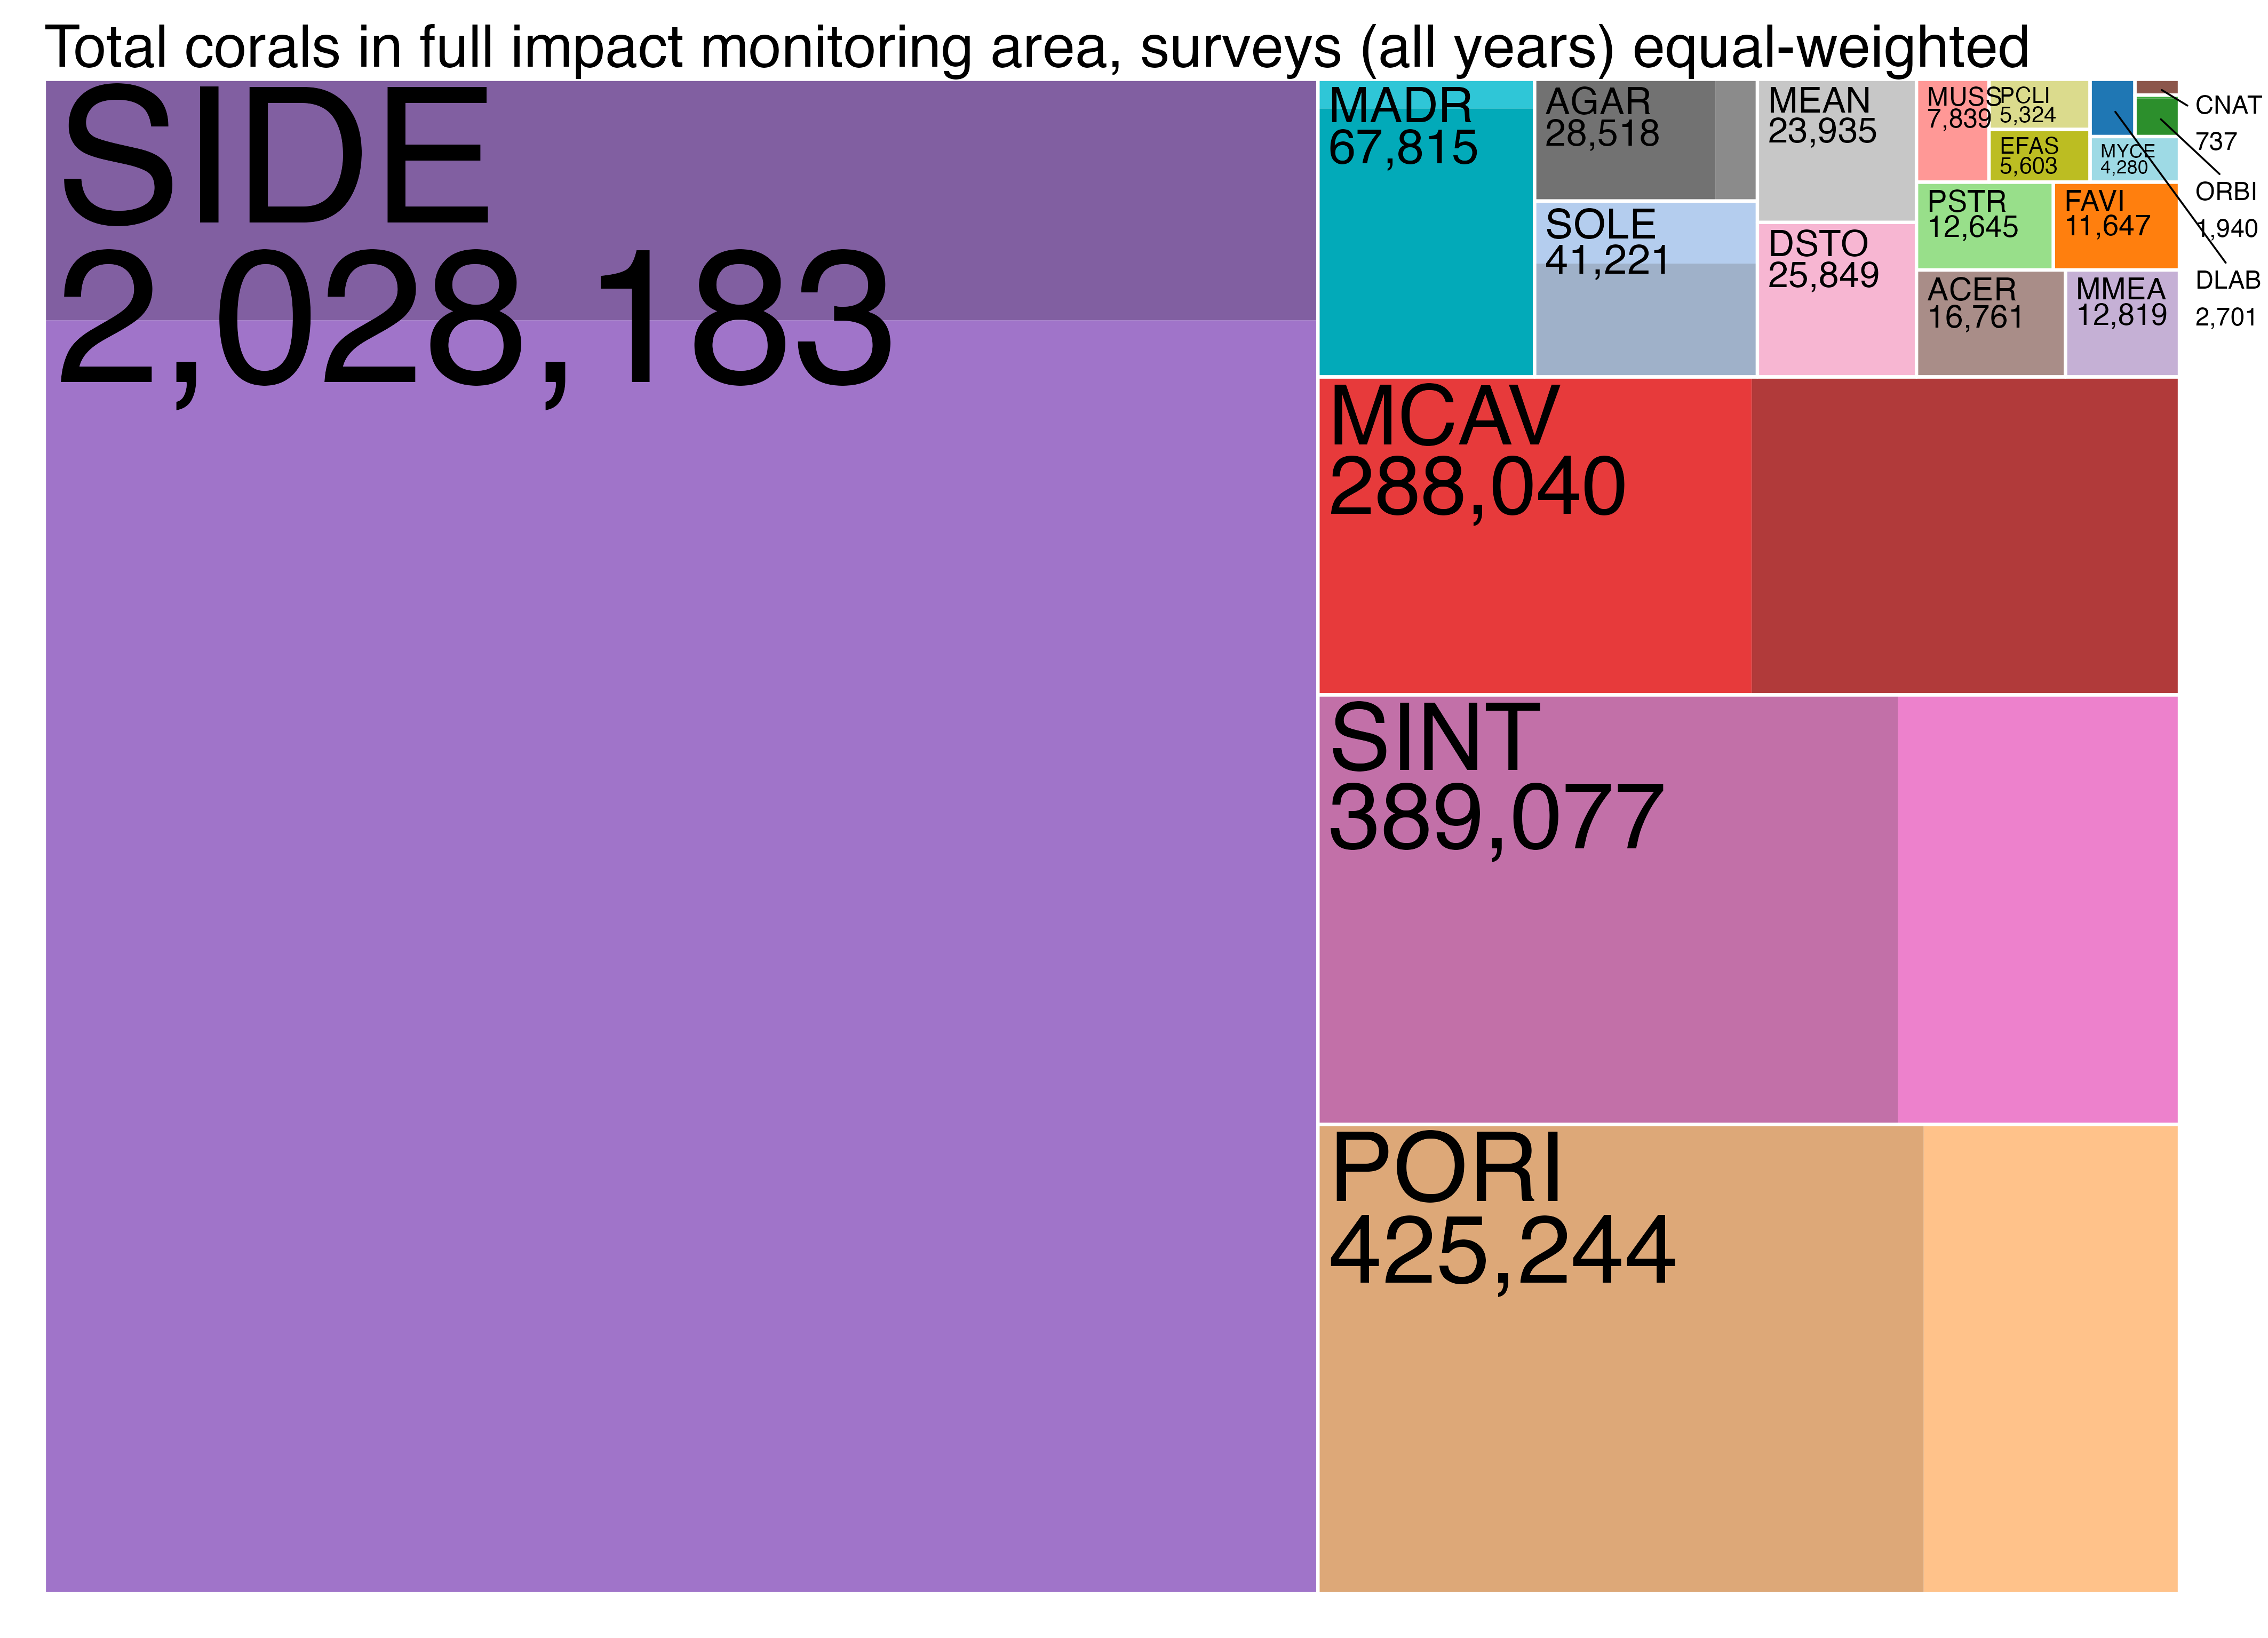 Total corals in full impact monitoring area, surveys (all years) equal-weighted
SIDE
2,028,183
MADR
67,815
AGAR
28,518
SOLE
41,221
MEAN
23,935
DSTO
25,849
MUSS
7,839
PCLI
5,324
EFAS
5,603
MYCE
4,280
PSTR
12,645
FAVI
11,647
ACER
16,761
MMEA
12,819
CNAT
737
ORBI
1,940
DLAB
2,701
MCAV
288,040
SINT
389,077
PORI
425,244